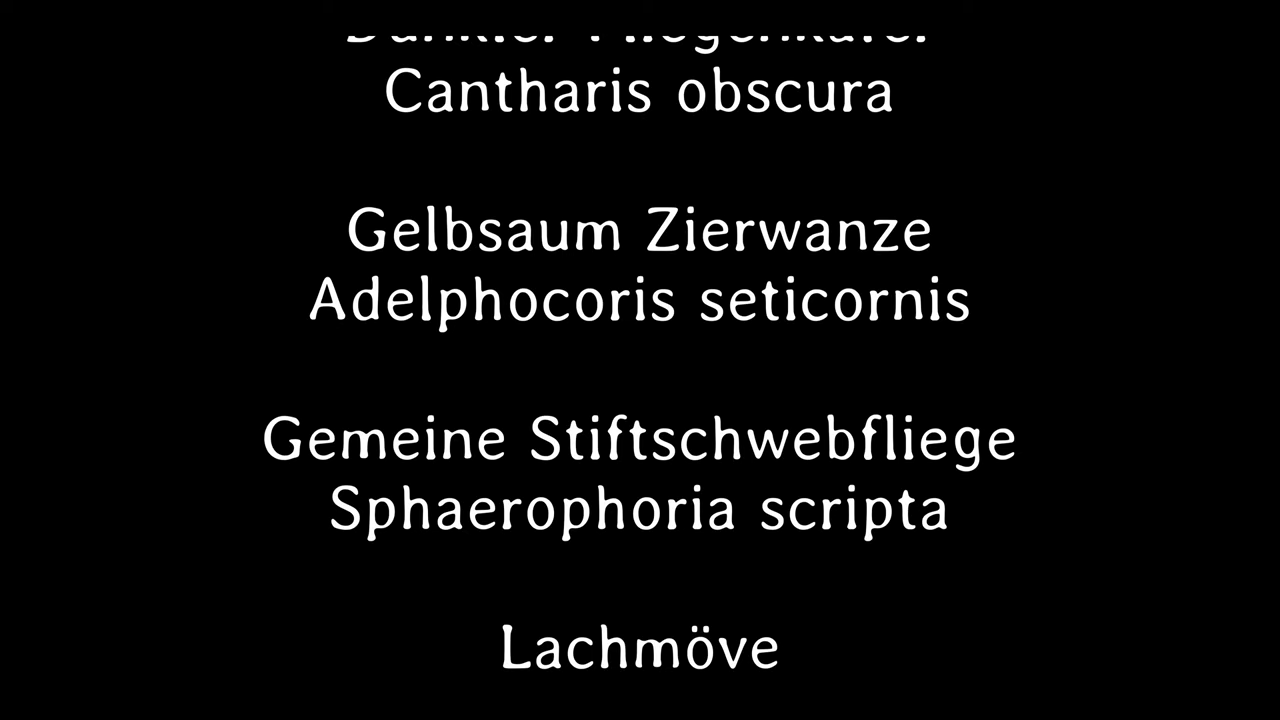 Cantharis obscura
Gelbsaum Zierwanze
Adelphocoris seticornis
Gemeine Stiftschwebfliege
Sphaerophoria scripta
Lachmöve